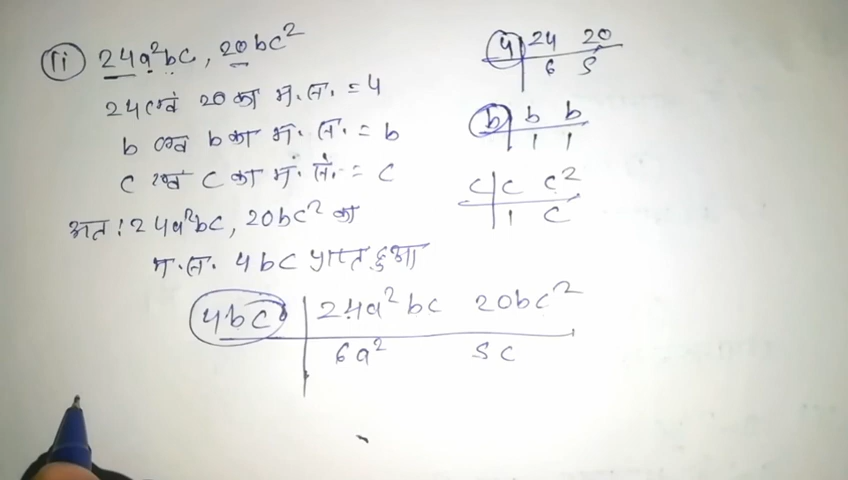 ii 24a²bc, 20bc²
24 एवं 20 का म. स. = 4
b एवं b का म. स. = b
c एवं c का म. स. = c
अत: 24a²bc, 20bc² का
म. स. 4bc प्राप्त हुआ
4bc 24a²bc 20bc²
6a² 5c
4 24 20
6 5
b b b
1 1
c c c²
1 c